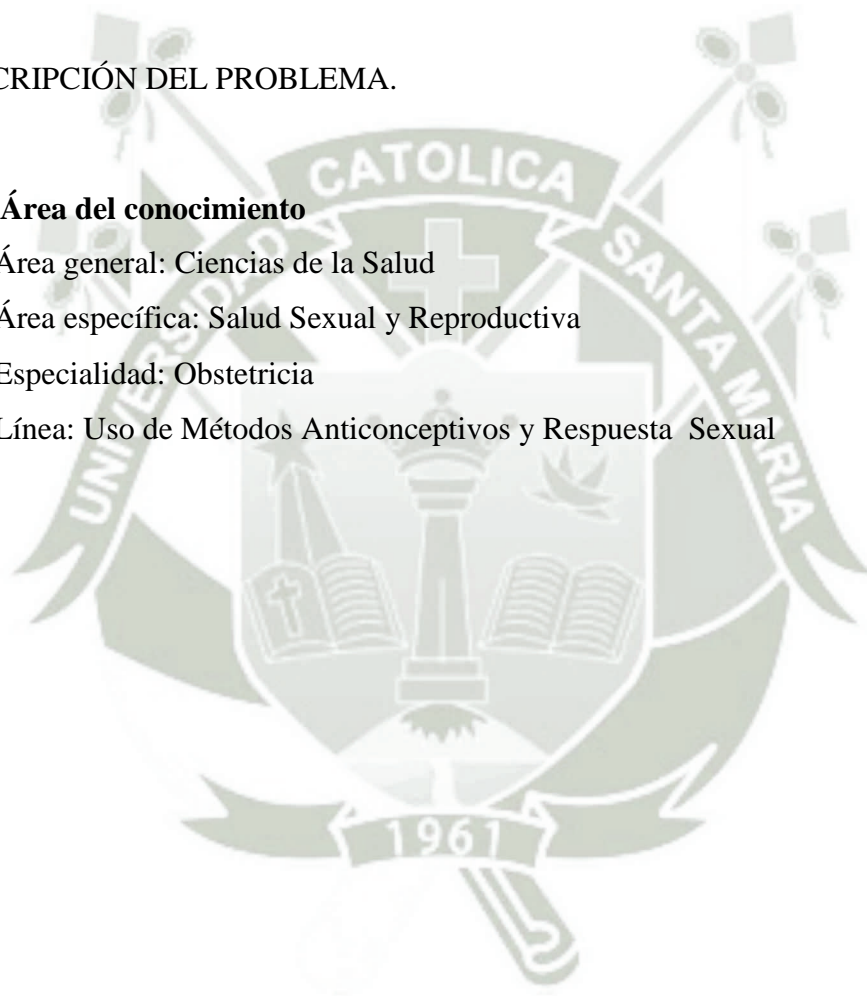 CRIPCIÓN DEL PROBLEMA.
Área del conocimiento
Área general: Ciencias de la Salud
Área específica: Salud Sexual y Reproductiva
Especialidad: Obstetricia
Línea: Uso de Métodos Anticonceptivos y Respuesta Sexual
UNIVERSIDAD CATOLICA SANTA MARIA
1961